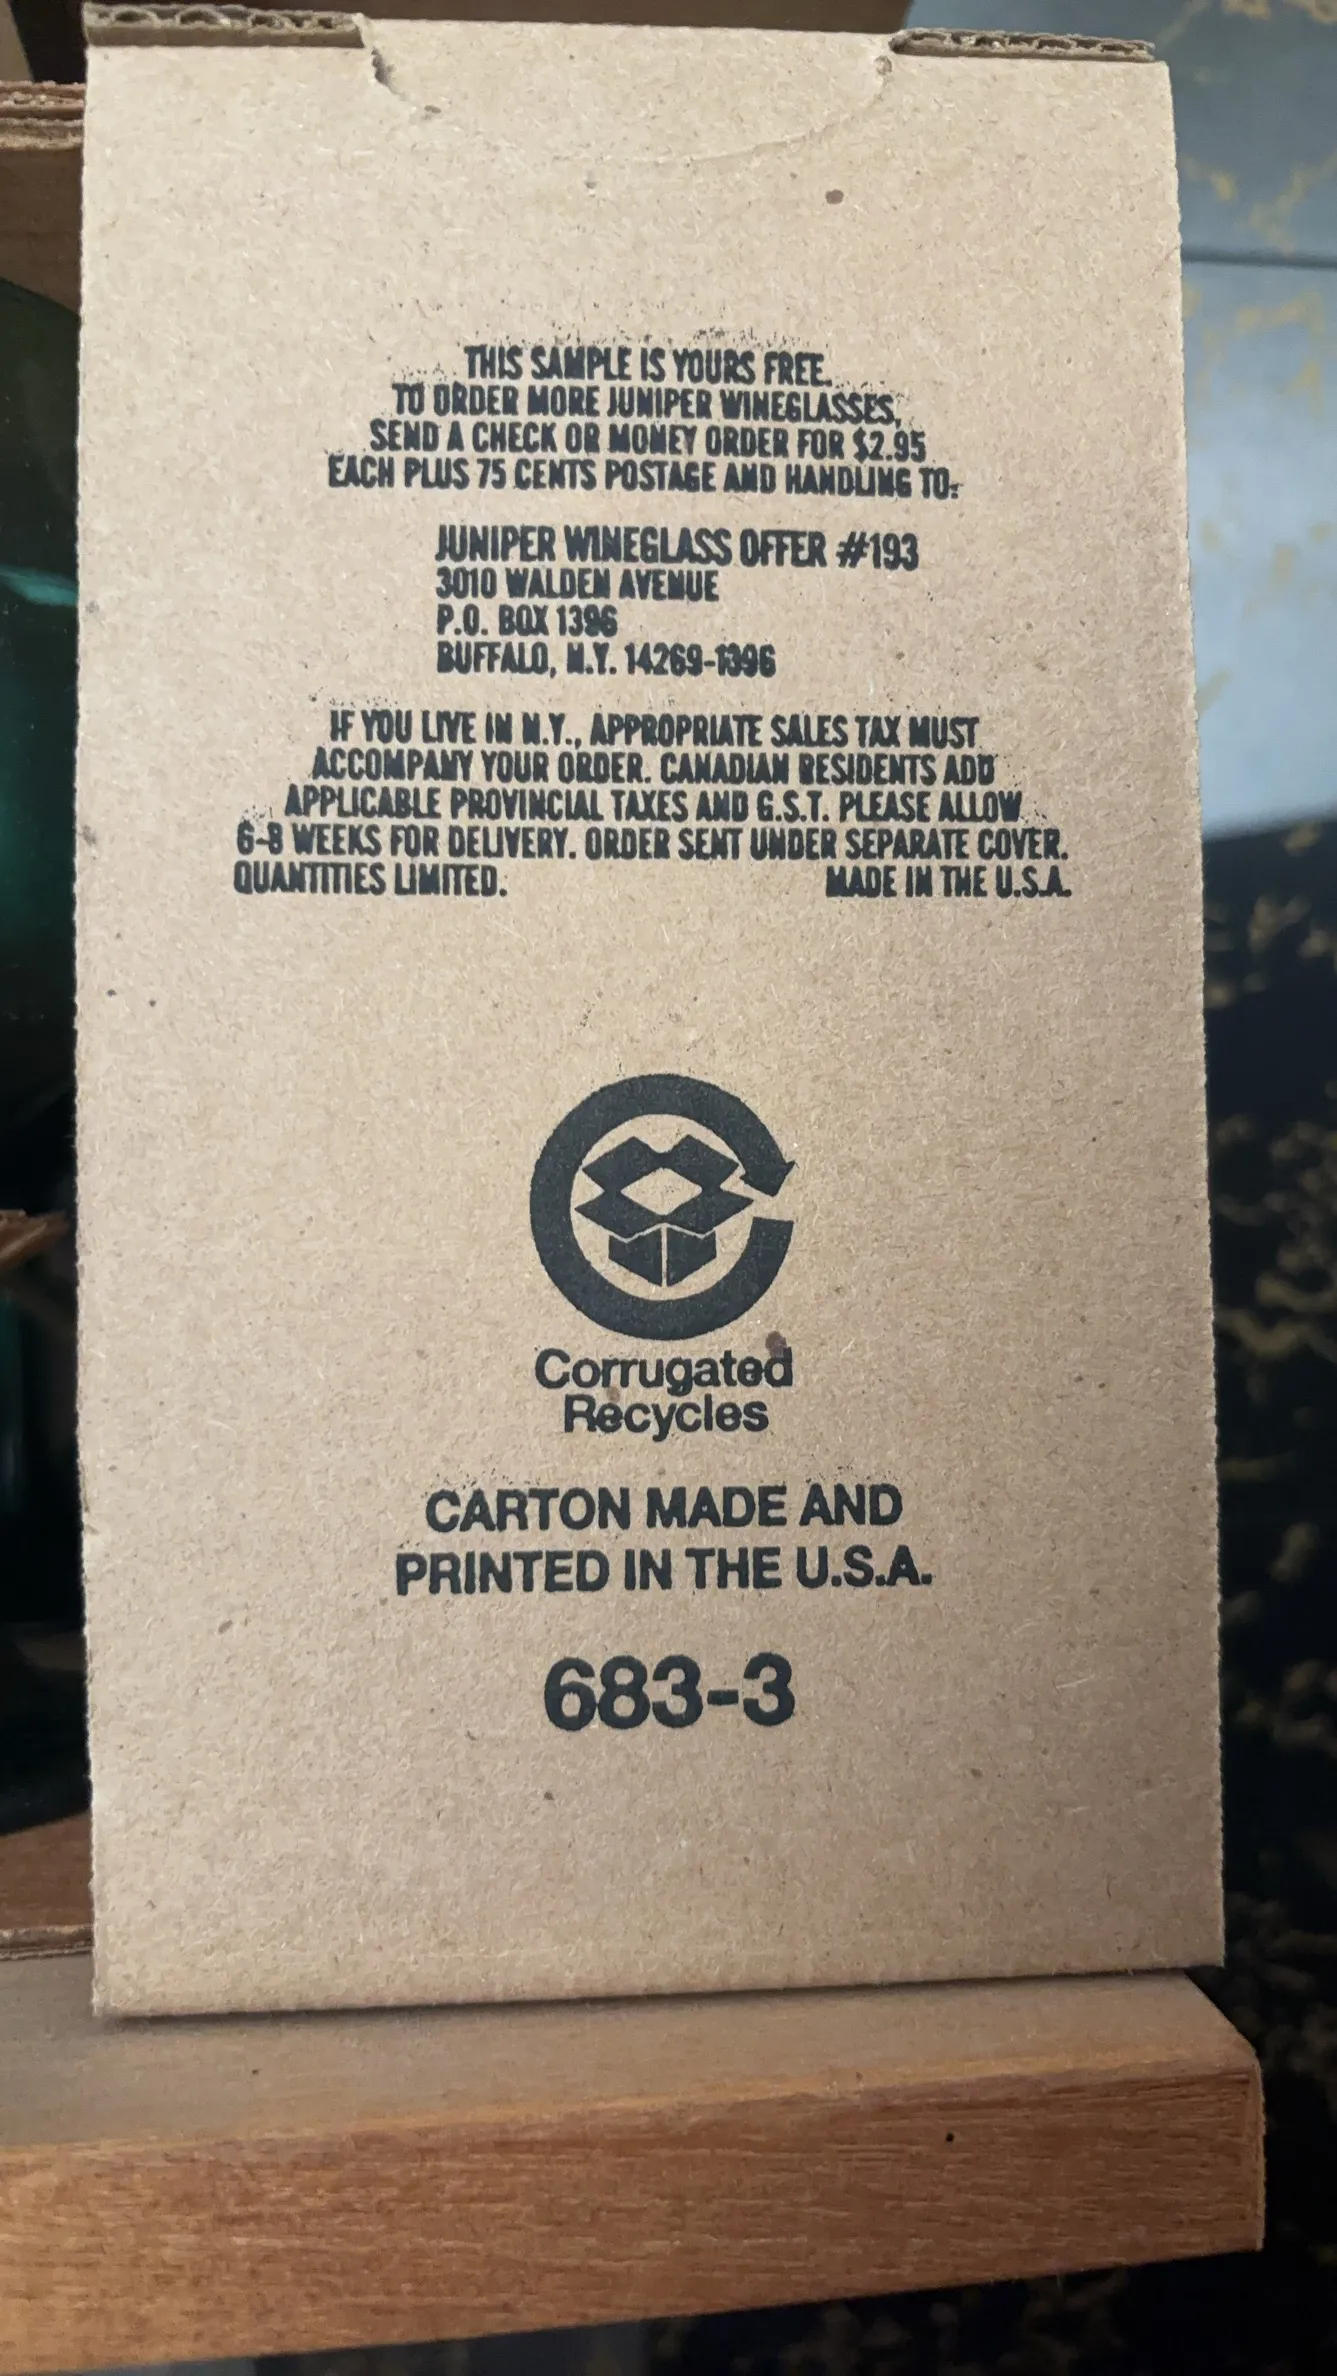 THIS SAMPLE IS YOURS FREE.
TO ORDER MORE JUNIPER WINEGLASSES,
SEND A CHECK OR MONEY ORDER FOR $2.95
EACH PLUS 75 CENTS POSTAGE AND HANDLING TO:
JUNIPER WINEGLASS OFFER #193
3010 WALDEN AVENUE
P.O. BOX 1396
BUFFALO, N.Y. 14269-1396
IF YOU LIVE IN N.Y., APPROPRIATE SALES TAX MUST
ACCOMPANY YOUR ORDER. CANADIAN RESIDENTS ADD
APPLICABLE PROVINCIAL TAXES AND G.S.T. PLEASE ALLOW
6-8 WEEKS FOR DELIVERY. ORDER SENT UNDER SEPARATE COVER.
QUANTITIES LIMITED. MADE IN THE U.S.A.
Corrugated
Recycles
CARTON MADE AND
PRINTED IN THE U.S.A.
683-3